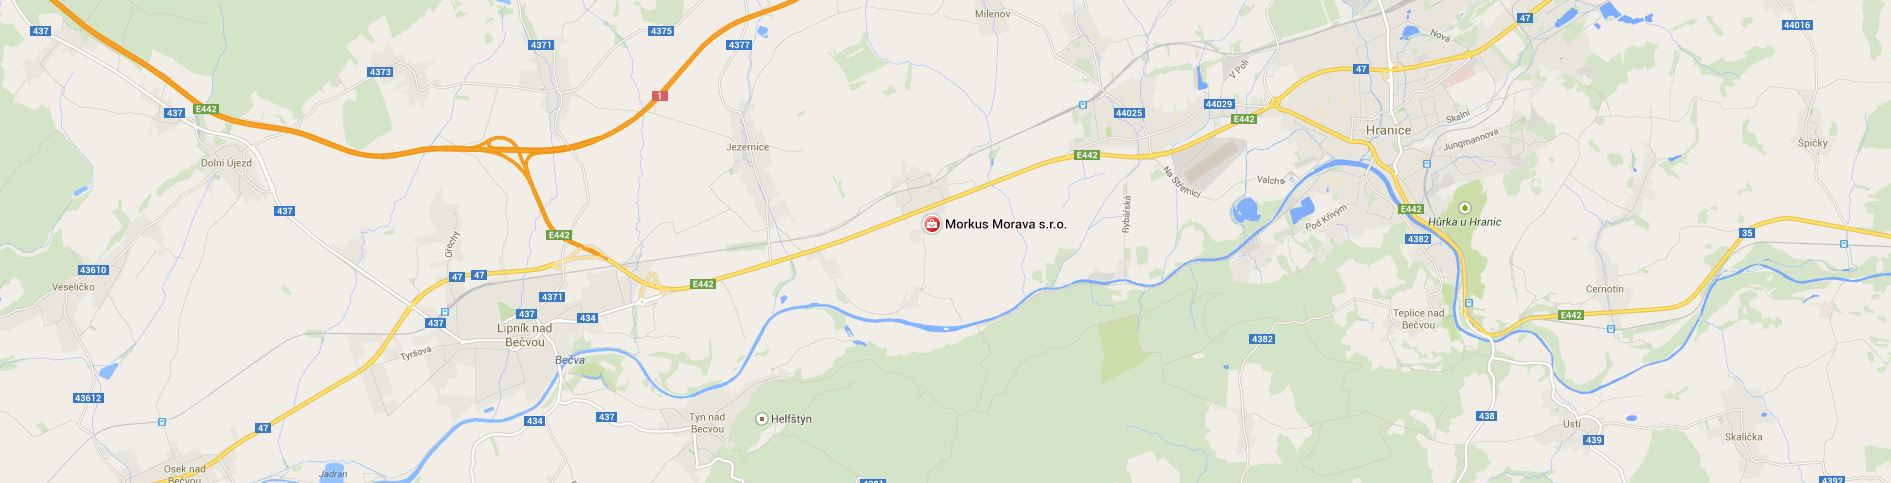 Milenov
47
44016
437
4371
4375
4377
Nová
4373
47
V Poli
1
E442
437
44025
44029
E442
Skalní
Hranice
Jungmannova
Špičky
Jezernice
E442
Dolní Újezd
Na Střelnici
Valcha
437
Rybářská
Pod Křivým
E442
Hůrka u Hranic
Morkus Morava s.r.o.
E442
4382
35
Ořechy
43610
47
47
Veselíčko
E442
Cernotín
4371
437
434
437
Lipník nad
Bečvou
Teplice nad
Bečvou
E442
4382
Tyršova
Bečva
43612
434
437
Týn nad
Becvou
Helfštýn
438
Ústí
439
Skalička
47
Osek nad
Bečvou
Jadran
4392